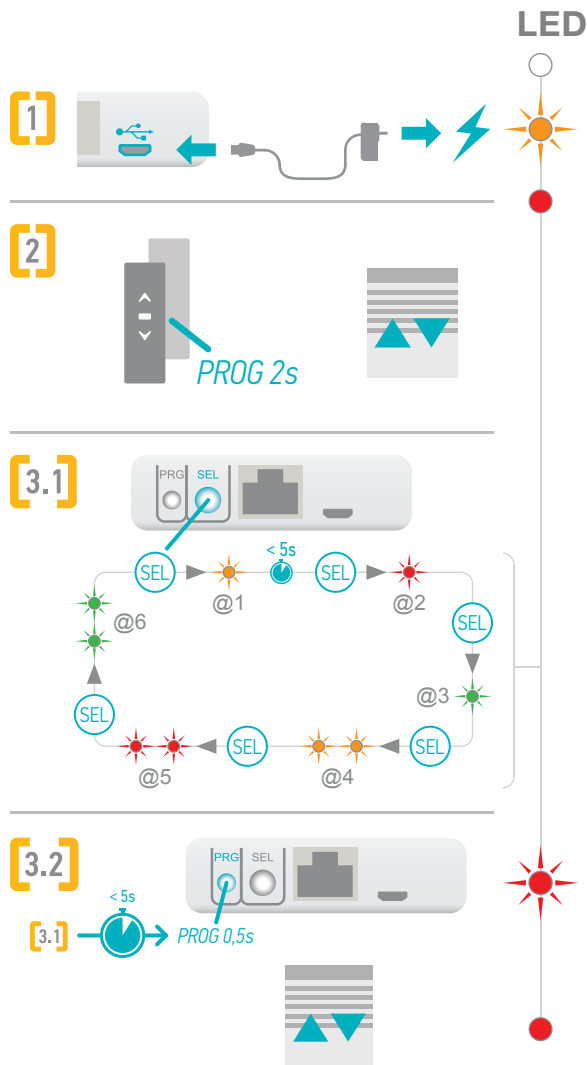 LED
[1]
[2]
PROG 2s
[3.1]
PRG SEL
< 5s
SEL SEL
@1 @2
@6
SEL
@3
SEL
SEL SEL
@5 @4
[3.2]
PRG SEL
< 5s
[3.1] PROG 0,5s